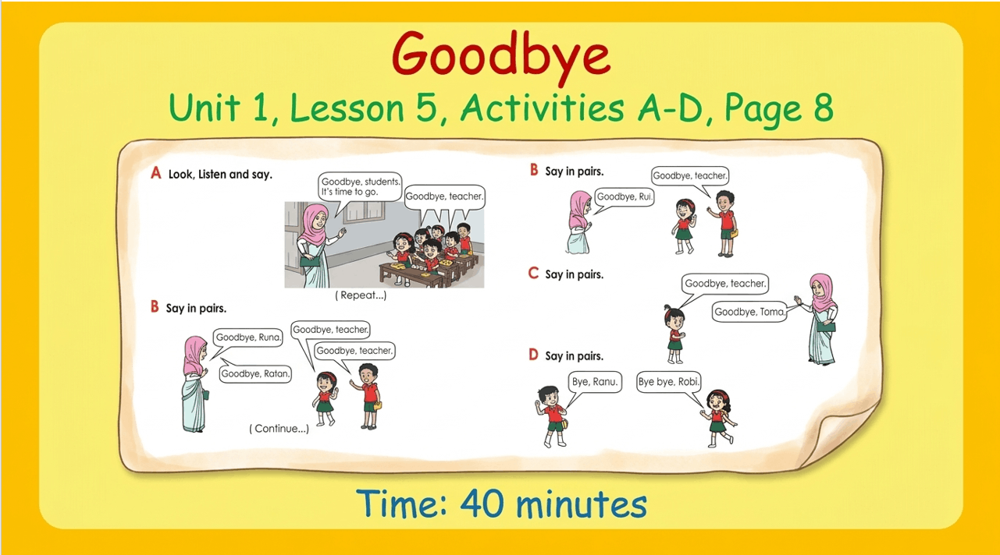 Goodbye
Unit 1, Lesson 5, Activities A-D, Page 8
A Look, Listen and say.
Goodbye, students.
It's time to go.
Goodbye, teacher.
( Repeat...)
B Say in pairs.
Goodbye, Runa.
Goodbye, Ratan.
Goodbye, teacher.
Goodbye, teacher.
( Continue...)
B Say in pairs.
Goodbye, Rui.
Goodbye, teacher.
C Say in pairs.
Goodbye, teacher.
Goodbye, Toma.
D Say in pairs.
Bye, Ranu.
Bye bye, Robi.
Time: 40 minutes